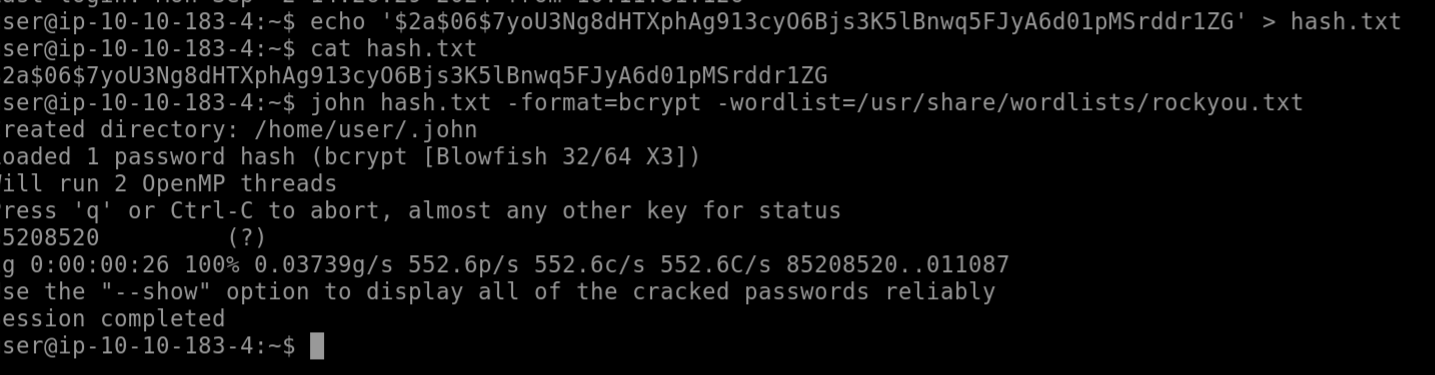 ser@ip-10-10-183-4:~$ echo '$2a$06$7yoU3Ng8dHTXphAg913cyO6Bjs3K5lBnwq5FJyA6d01pMSrddr1ZG' > hash.txt
ser@ip-10-10-183-4:~$ cat hash.txt
2a$06$7yoU3Ng8dHTXphAg913cyO6Bjs3K5lBnwq5FJyA6d01pMSrddr1ZG
ser@ip-10-10-183-4:~$ john hash.txt -format=bcrypt -wordlist=/usr/share/wordlists/rockyou.txt
reated directory: /home/user/.john
oaded 1 password hash (bcrypt [Blowfish 32/64 X3])
ill run 2 OpenMP threads
ress 'q' or Ctrl-C to abort, almost any other key for status
5208520         (?)
g 0:00:00:26 100% 0.03739g/s 552.6p/s 552.6c/s 552.6C/s 85208520..011087
se the "--show" option to display all of the cracked passwords reliably
ession completed
ser@ip-10-10-183-4:~$